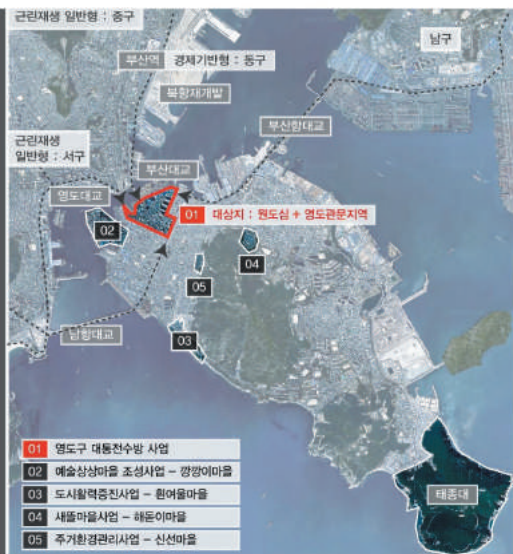 근린재생 일반형 : 중구
남구
부산역
경제기반형 : 동구
북항재개발
부산항대교
근린재생
일반형 : 서구
부산대교
영도대교
01 대상지 : 원도심 + 영도관문지역
02
04
05
남항대교
03
01 영도구 대통전수방 사업
02 예술상상마을 조성사업 – 깡깡이마을
03 도시활력증진사업 – 흰여울마을
04 새뜰마을사업 – 해돋이마을
05 주거환경관리사업 – 신선마을
태종대